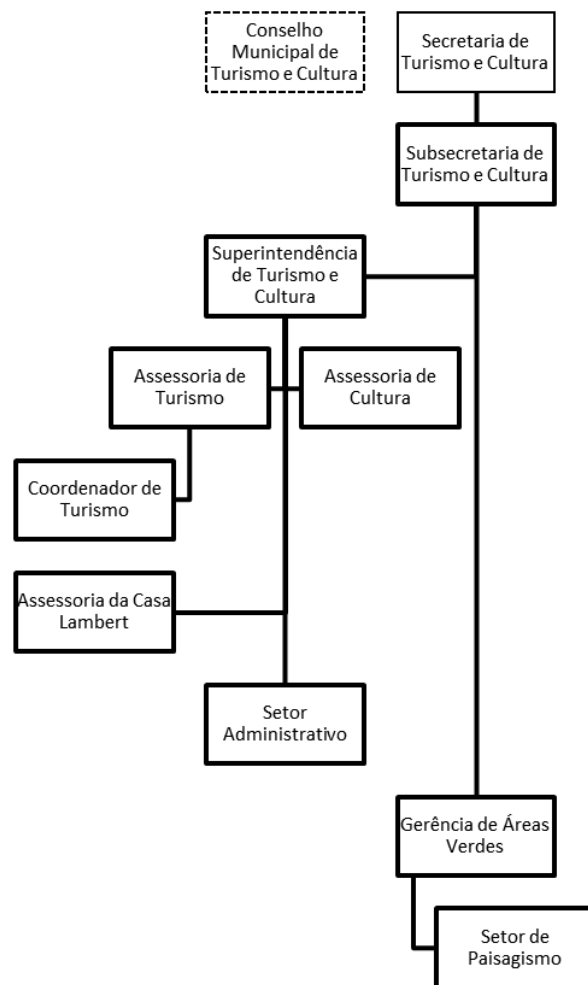 Conselho
Municipal de
Turismo e Cultura
Secretaria de
Turismo e Cultura
Subsecretaria de
Turismo e Cultura
Superintendência
de Turismo e
Cultura
Assessoria de
Turismo
Assessoria de
Cultura
Coordenador de
Turismo
Assessoria da Casa
Lambert
Setor
Administrativo
Gerência de Áreas
Verdes
Setor de
Paisagismo